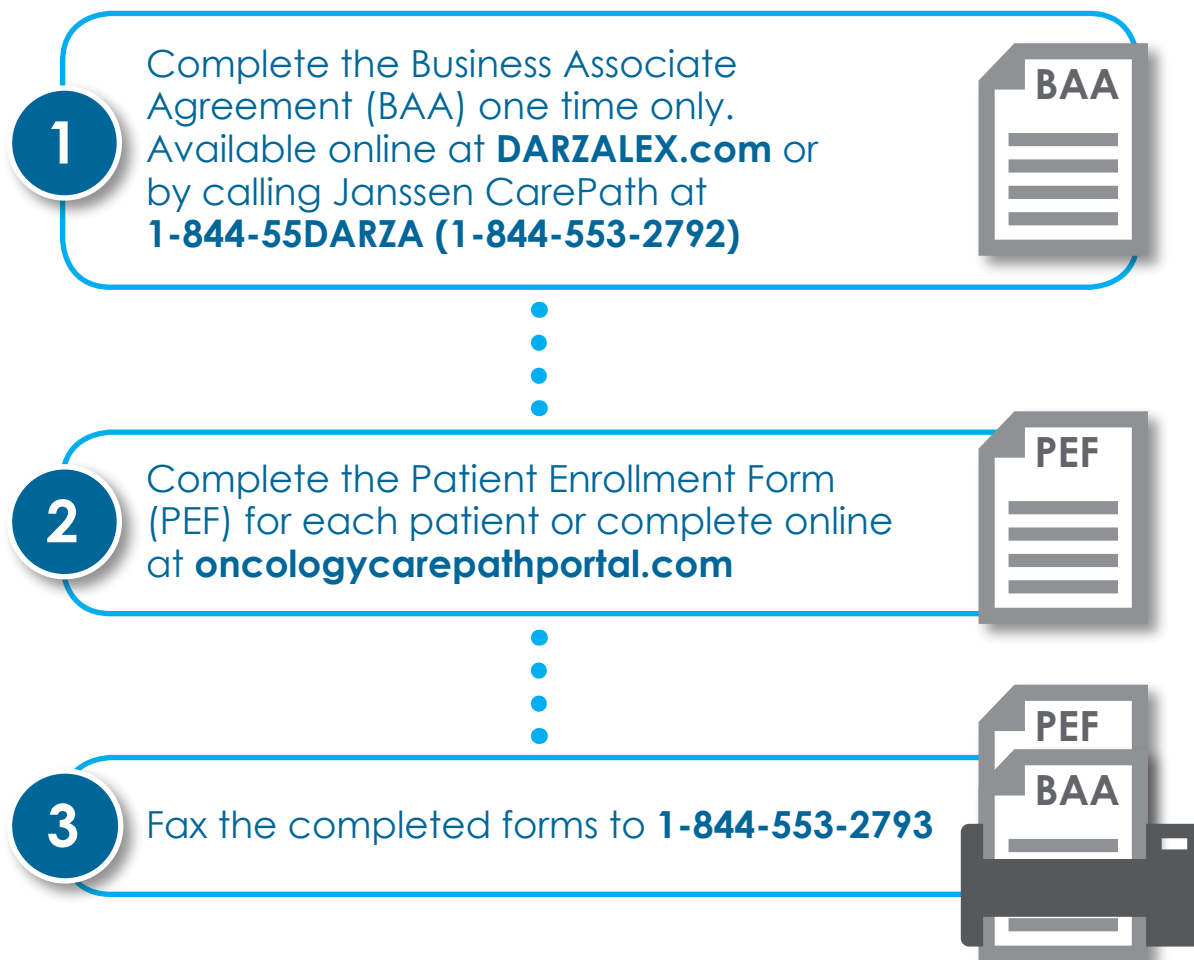 1
Complete the Business Associate
Agreement (BAA) one time only.
Available online at DARZALEX.com or
by calling Janssen CarePath at
1-844-55DARZA (1-844-553-2792)
BAA
2
Complete the Patient Enrollment Form
(PEF) for each patient or complete online
at oncologycarepathportal.com
PEF
3
Fax the completed forms to 1-844-553-2793
PEF
BAA